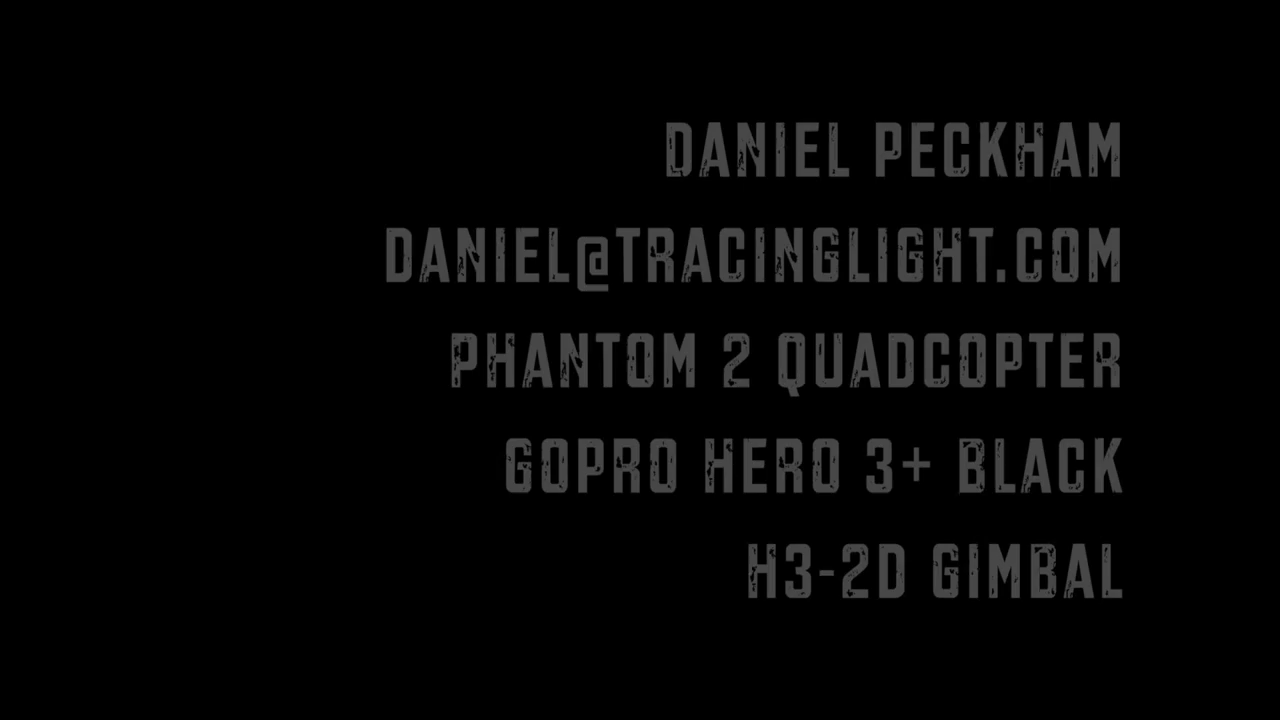 DANIEL PECKHAM
DANIEL@TRACINGLIGHT.COM
PHANTOM 2 QUADCOPTER
GOPRO HERO 3+ BLACK
H3-2D GIMBAL